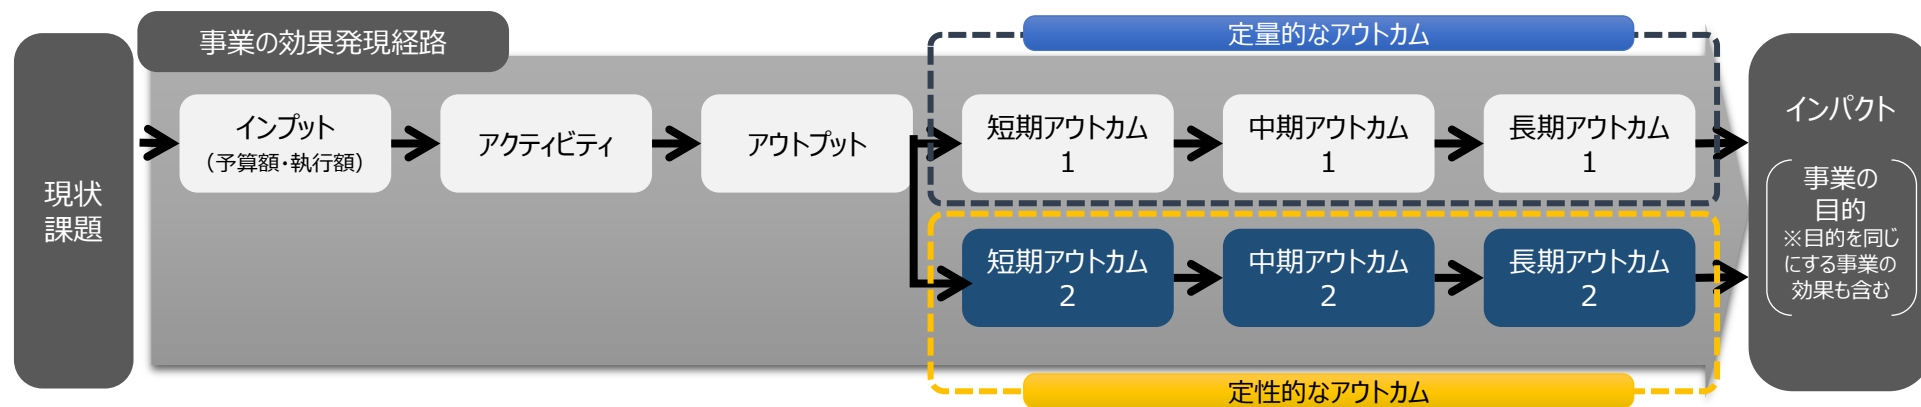 事業の効果発現経路
定量的なアウトカム
現状
課題
インプット
（予算額・執行額）
アクティビティ
アウトプット
短期アウトカム
1
中期アウトカム
1
長期アウトカム
1
短期アウトカム
2
中期アウトカム
2
長期アウトカム
2
定性的なアウトカム
インパクト
事業の
目的
※目的を同じ
にする事業の
効果も含む